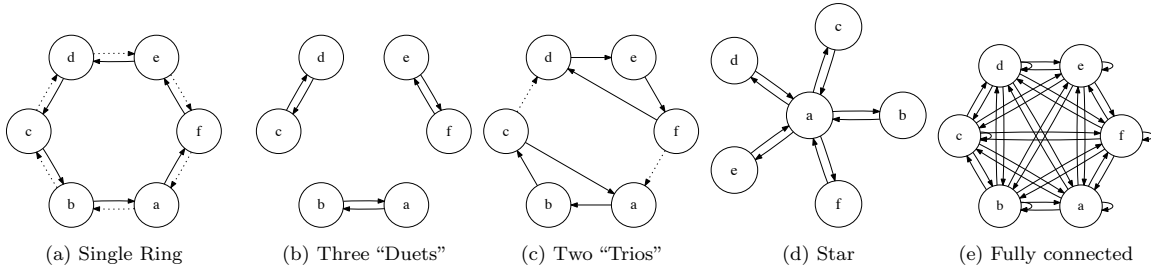 d e
c f
b a
(a) Single Ring
d e
c f
b a
(b) Three “Duets”
d e
c f
b a
(c) Two “Trios”
c
d
a b
e
f
(d) Star
d e
c f
b a
(e) Fully connected